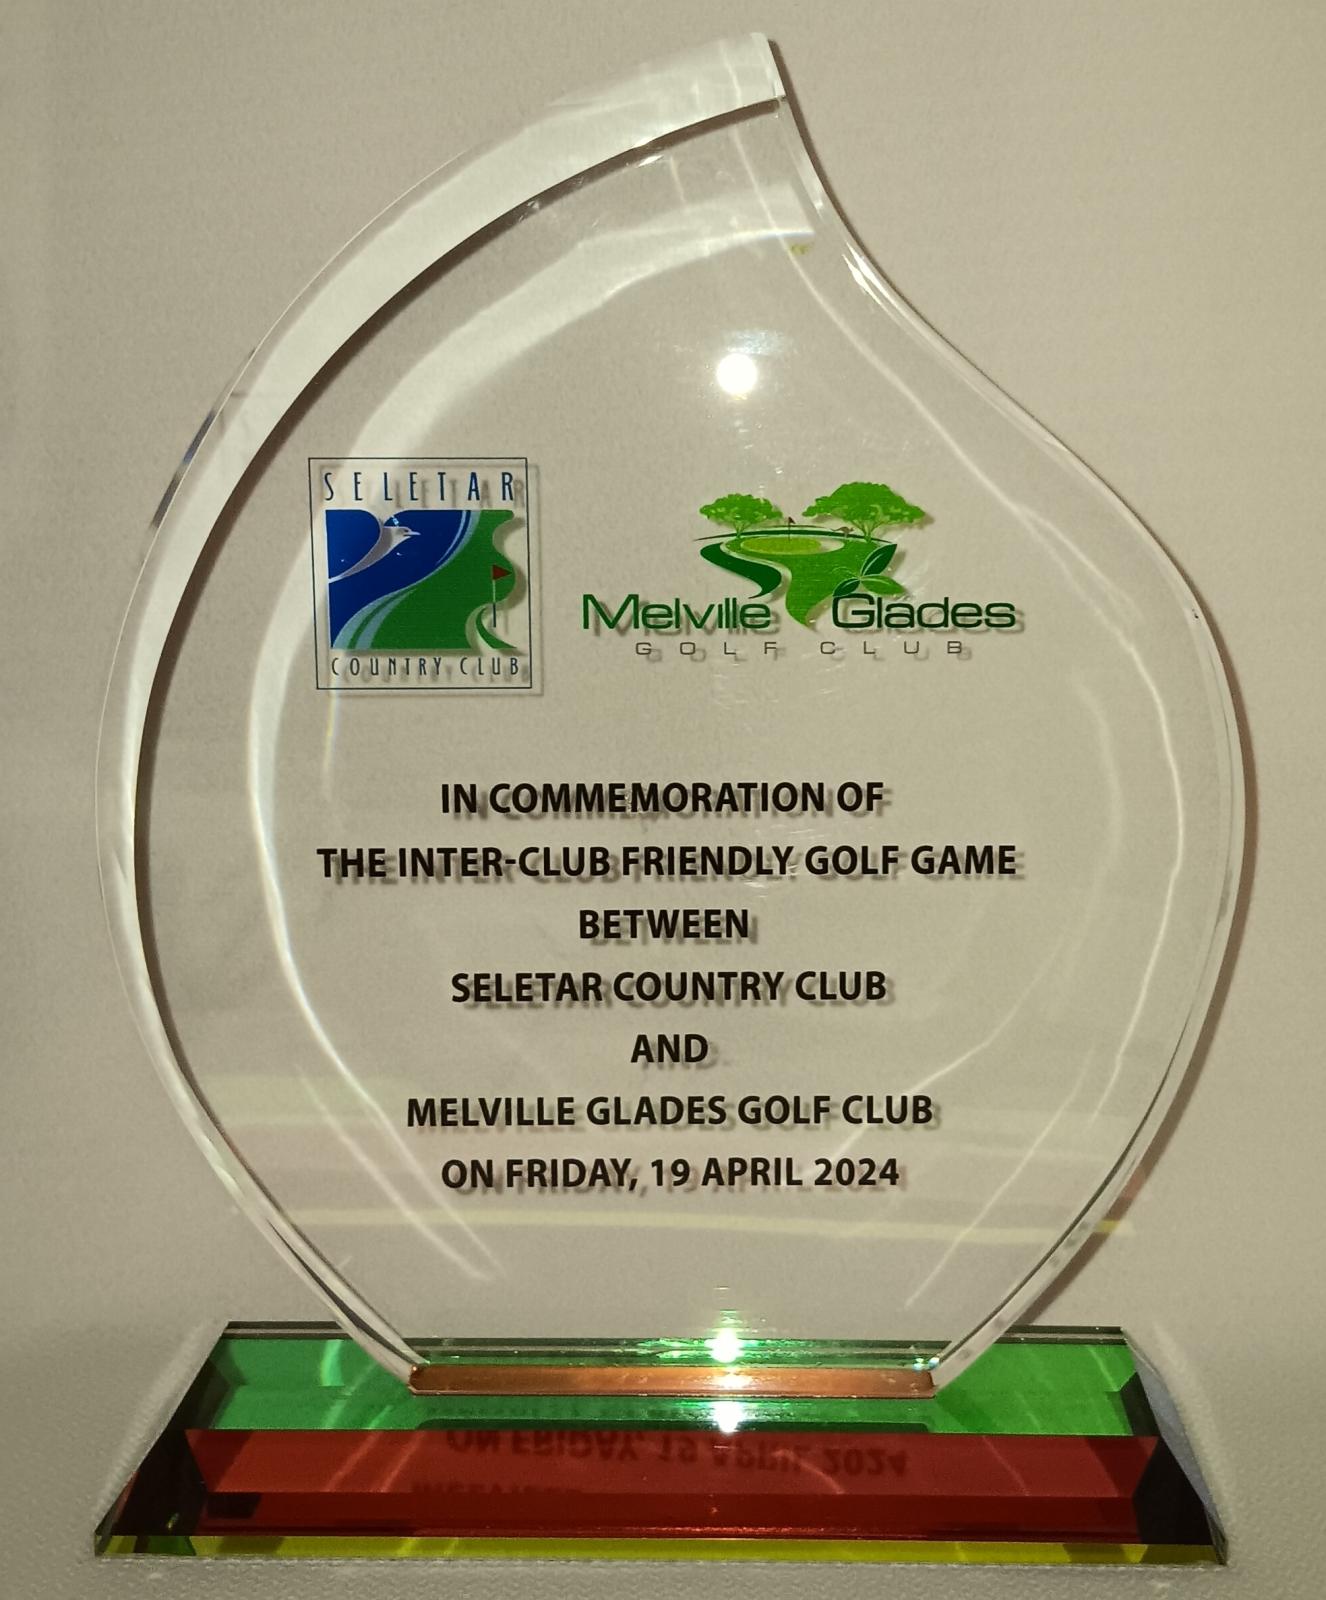 SELETAR
COUNTRY CLUB
Melville Glades
GOLF CLUB
IN COMMEMORATION OF
THE INTER-CLUB FRIENDLY GOLF GAME
BETWEEN
SELETAR COUNTRY CLUB
AND
MELVILLE GLADES GOLF CLUB
ON FRIDAY, 19 APRIL 2024